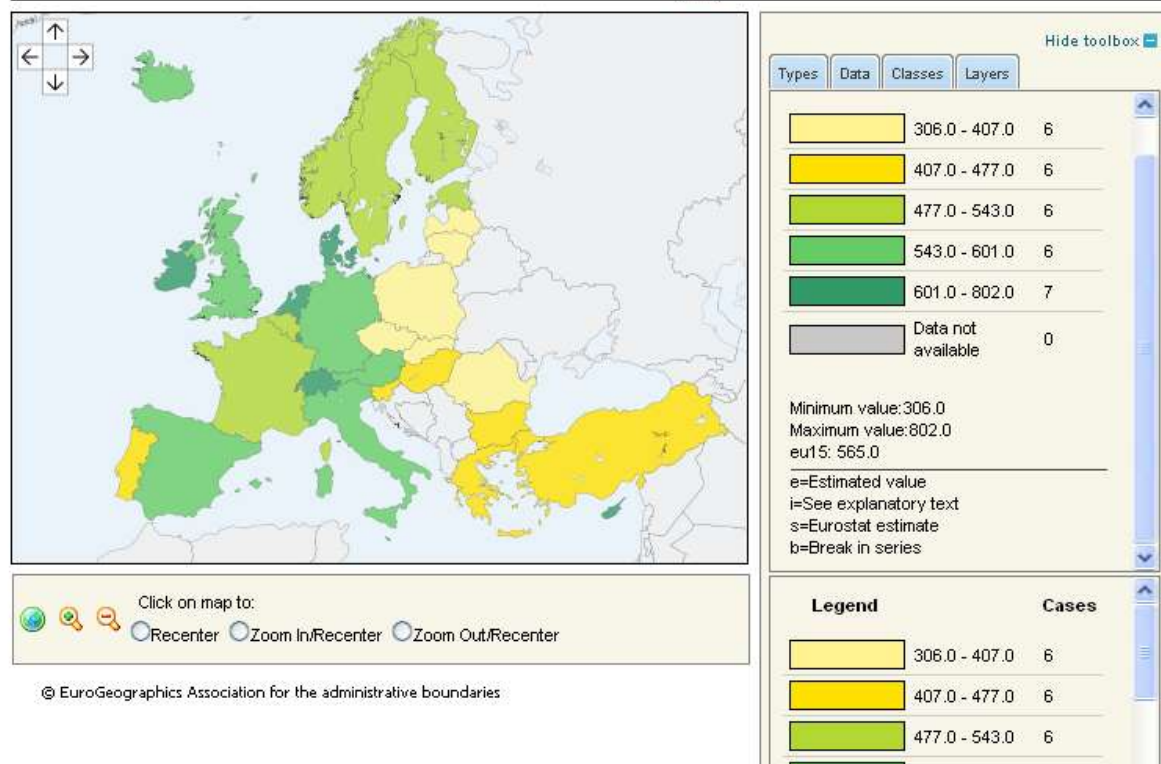 Hide toolbox
Types Data Classes Layers
306.0 - 407.0 6
407.0 - 477.0 6
477.0 - 543.0 6
543.0 - 601.0 6
601.0 - 802.0 7
Data not
available 0
Minimum value:306.0
Maximum value:802.0
eu15: 565.0
e=Estimated value
i=See explanatory text
s=Eurostat estimate
b=Break in series
Click on map to:
Recenter Zoom In/Recenter Zoom Out/Recenter
© EuroGeographics Association for the administrative boundaries
Legend Cases
306.0 - 407.0 6
407.0 - 477.0 6
477.0 - 543.0 6